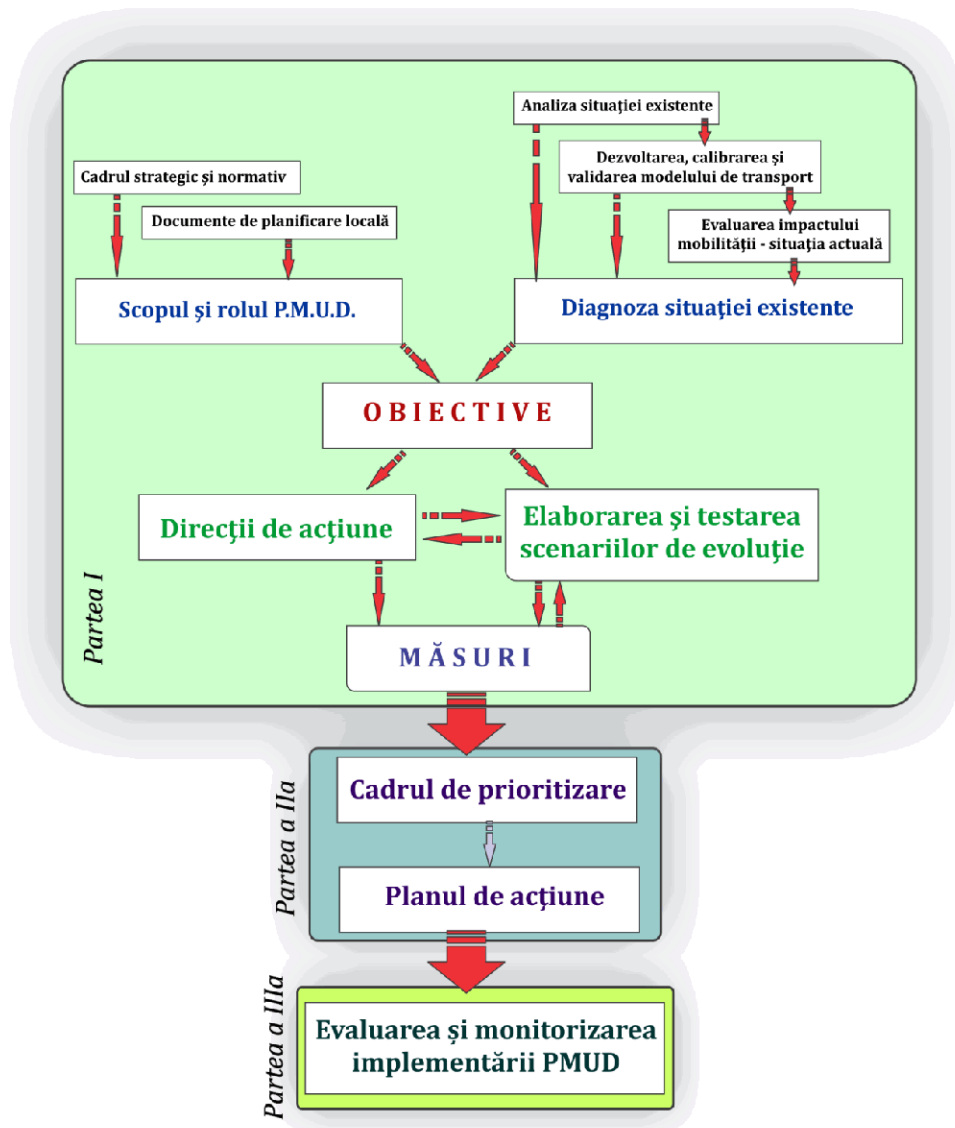 Analiza situației existente
Dezvoltarea, calibrarea și
validarea modelului de transport
Cadrul strategic și normativ
Documente de planificare locală
Evaluarea impactului
mobilității - situația actuală
Scopul și rolul P.M.U.D.
Diagnoza situației existente
O B I E C T I V E
Direcții de acțiune
Elaborarea și testarea
scenariilor de evoluție
M Ă S U R I
Partea I
Cadrul de prioritizare
Planul de acțiune
Partea a IIa
Evaluarea și monitorizarea
implementării PMUD
Partea a IIIa